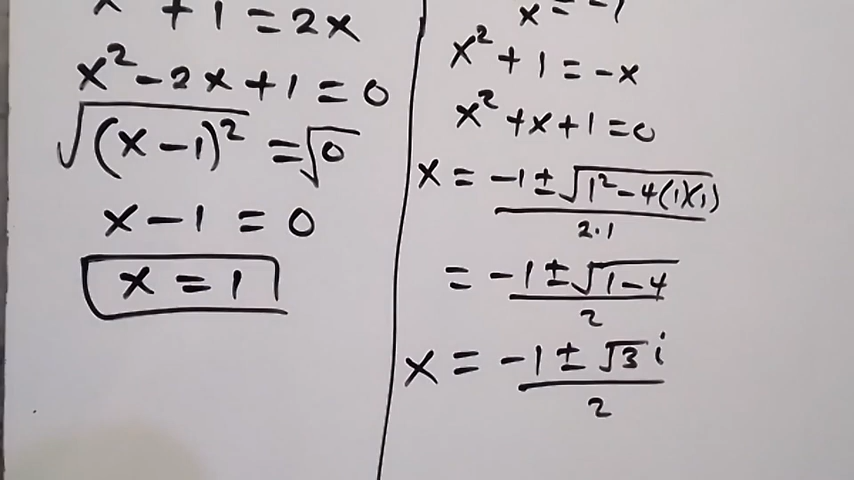 x² + 1 = 2x
x² - 2x + 1 = 0
√(x - 1)² = √0
x - 1 = 0
x = 1
x² + 1 = -x
x² + x + 1 = 0
x = -1 ± √1² - 4(1)(1) / 2·1
= -1 ± √1 - 4 / 2
x = -1 ± √3 i / 2